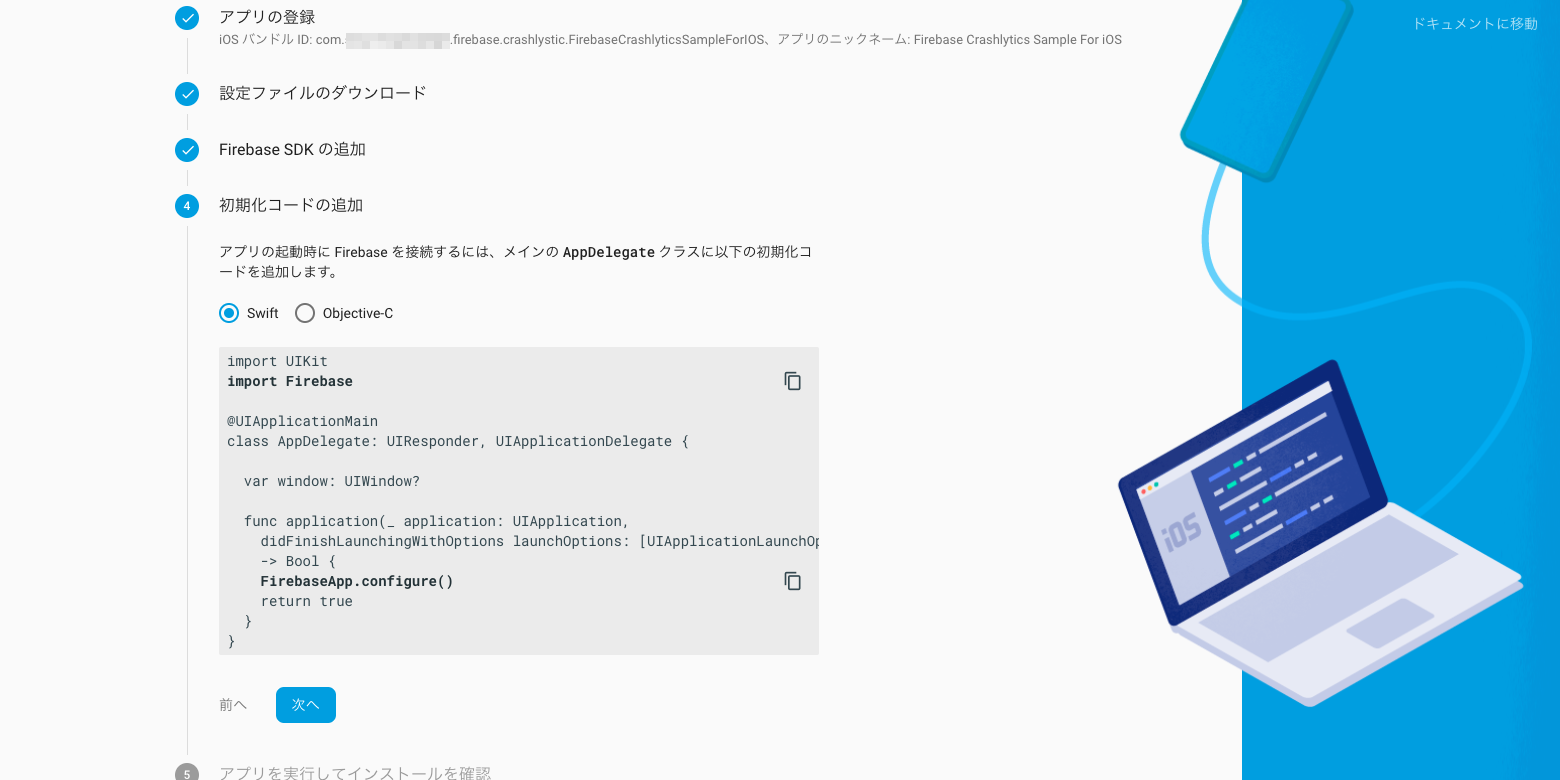 アプリの登録
ドキュメントに移動
iOS バンドル ID: com. .firebase.crashlystic.FirebaseCrashlyticsSampleForIOS、アプリのニックネーム: Firebase Crashlytics Sample For iOS
設定ファイルのダウンロード
Firebase SDK の追加
4 初期化コードの追加
アプリの起動時に Firebase を接続するには、メインの AppDelegate クラスに以下の初期化コ
ードを追加します。
Swift Objective-C
import UIKit
import Firebase
@UIApplicationMain
class AppDelegate: UIResponder, UIApplicationDelegate {
var window: UIWindow?
func application(_ application: UIApplication,
didFinishLaunchingWithOptions launchOptions: [UIApplicationLaunchOp
-> Bool {
FirebaseApp.configure()
return true
}
}
iOS
前へ 次へ
5 アプリを実行してインストールを確認